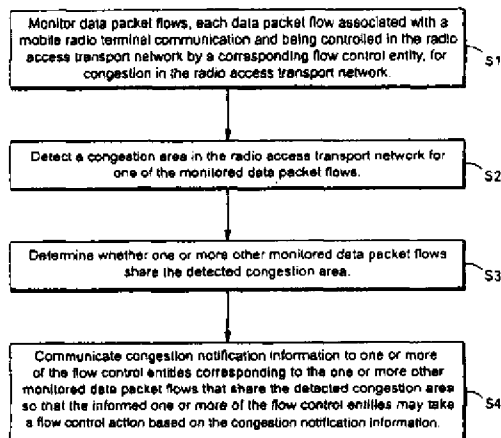 Monitor data packet flows, each data packet flow associated with a
mobile radio terminal communication and being controlled in the radio
access transport network by a corresponding flow control entity, for
congestion in the radio access transport network.
S1
Detect a congestion area in the radio access transport network for
one of the monitored data packet flows.
S2
Determine whether one or more other monitored data packet flows
share the detected congestion area.
S3
Communicate congestion notification information to one or more
of the flow control entities corresponding to the one or more other
monitored data packet flows that share the detected congestion area
so that the informed one or more of the flow control entities may take
a flow control action based on the congestion notification information.
S4